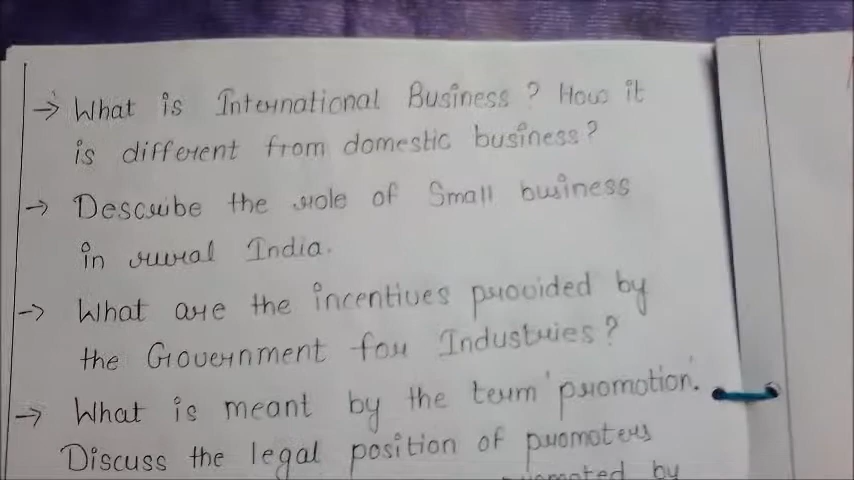 → What is International Business ? How it
is different from domestic business?
→ Describe the role of Small business
in rural India.
→ What are the incentives provided by
the Government for Industries?
→ What is meant by the term 'promotion'.
Discuss the legal position of promoters
promoted by